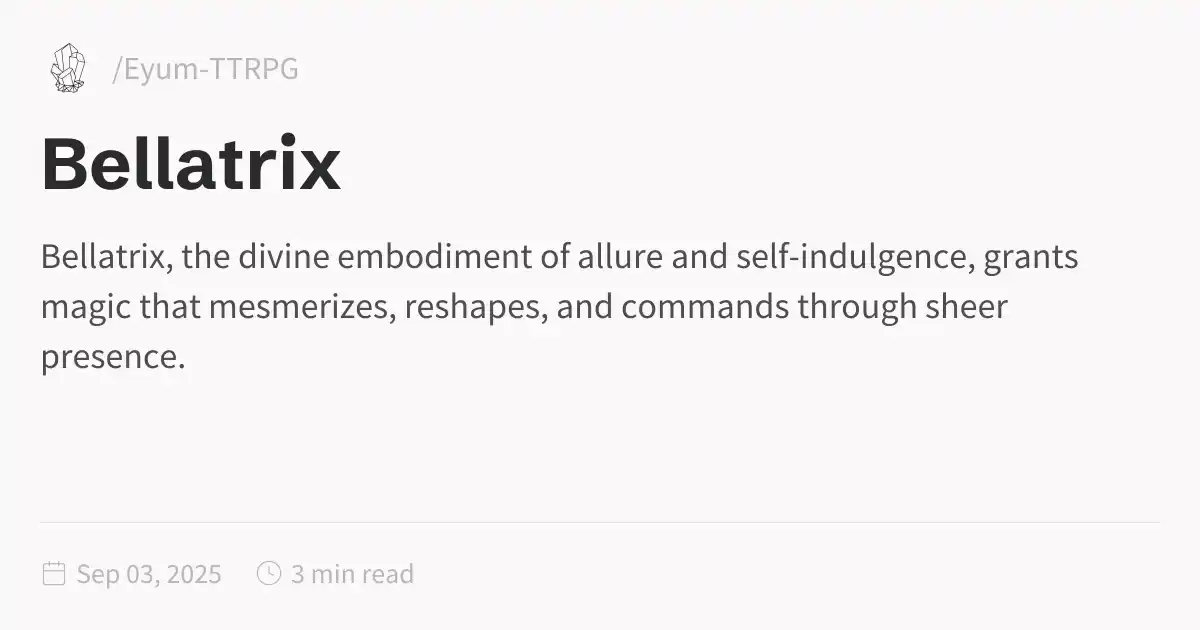 /Eyum-TTRPG
Bellatrix
Bellatrix, the divine embodiment of allure and self-indulgence, grants
magic that mesmerizes, reshapes, and commands through sheer
presence.
Sep 03, 2025 3 min read